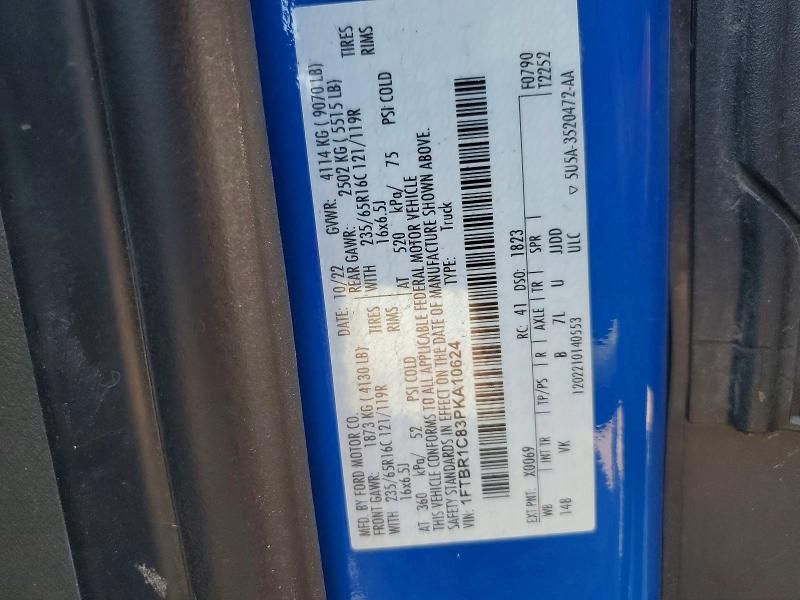 MFD. BY FORD MOTOR CO.
DATE: 10/22 GVWR: 4114 KG ( 9070 LB)
FRONT GAWR: 1873 KG ( 4130 LB) REAR GAWR: 2502 KG ( 5515 LB)
WITH 235/65R16C 121/119R TIRES WITH 235/65R16C 121/119R TIRES
16x6.5J RIMS 16x6.5J RIMS
AT 360 kPa/ 52 PSI COLD AT 520 kPa/ 75 PSI COLD
THIS VEHICLE CONFORMS TO ALL APPLICABLE FEDERAL MOTOR VEHICLE
SAFETY STANDARDS IN EFFECT ON THE DATE OF MANUFACTURE SHOWN ABOVE.
VIN: 1FTBR1C83PKA10624 TYPE: Truck
EXT PNT: X0069 RC: 41 DSO: 1823 F0790
WB INT TR TP/PS R AXLE TR SPR T2252
148 VK B 7L U JJDD
1202210140553 ULC ▽ 5U5A-3520472-AA